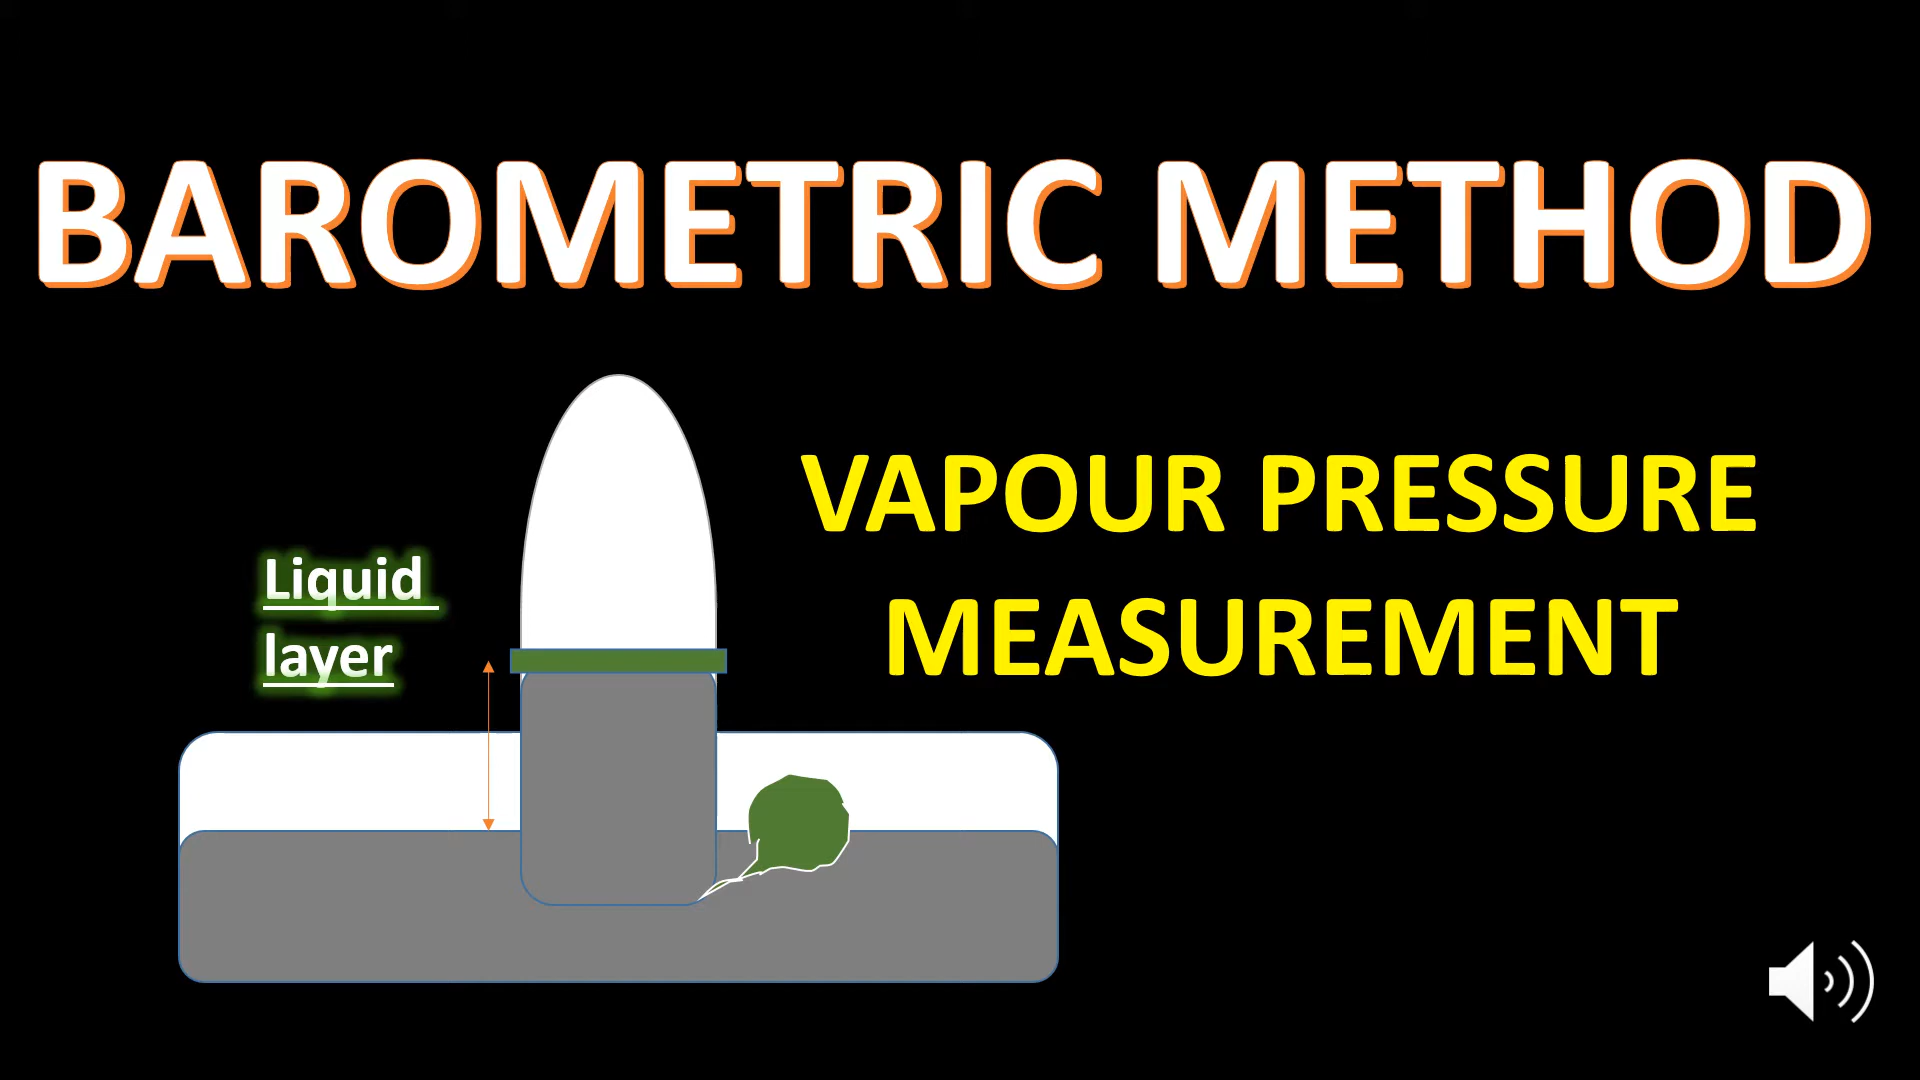 BAROMETRIC METHOD
VAPOUR PRESSURE
MEASUREMENT
Liquid
layer